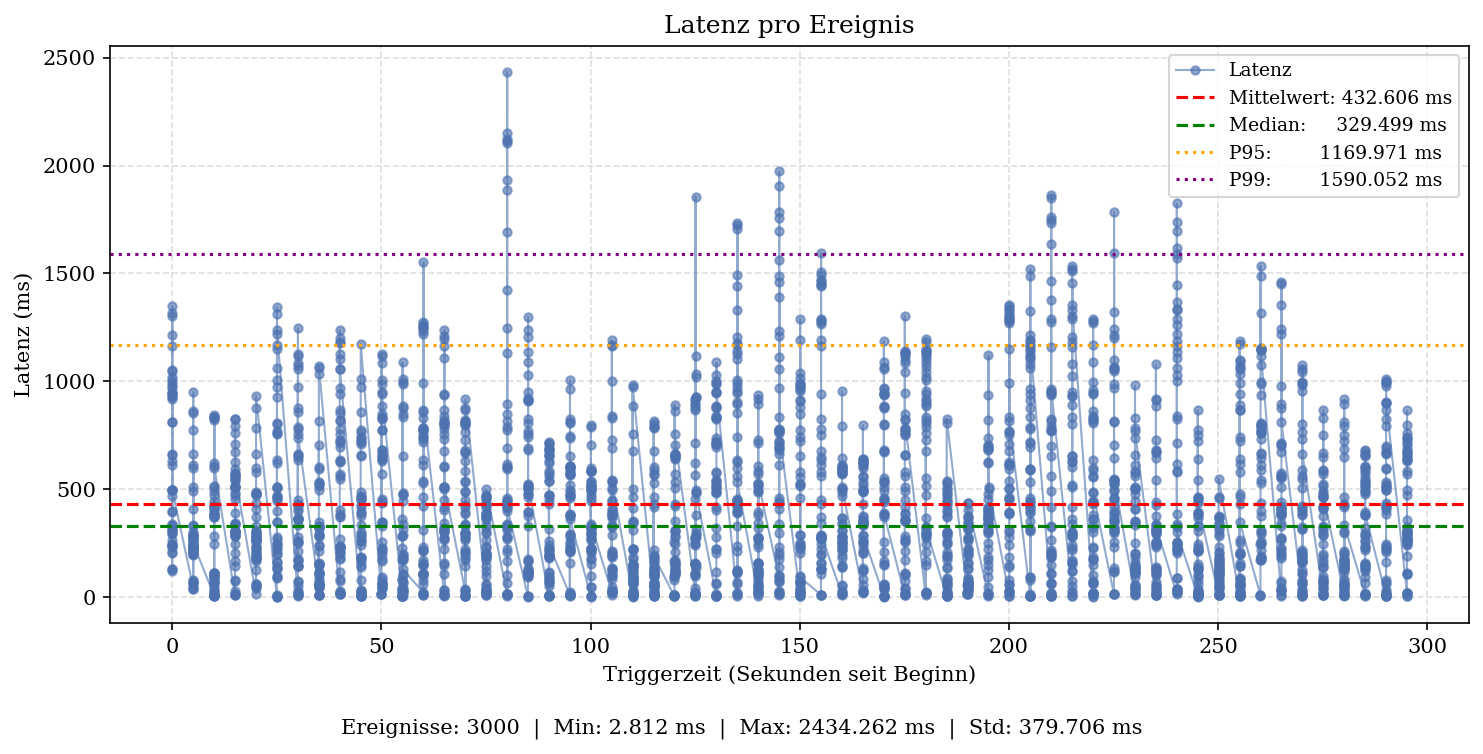 Latenz pro Ereignis
2500
2000
1500
1000
500
0
Latenz (ms)
Latenz
Mittelwert: 432.606 ms
Median: 329.499 ms
P95: 1169.971 ms
P99: 1590.052 ms
0 50 100 150 200 250 300
Triggerzeit (Sekunden seit Beginn)
Ereignisse: 3000 | Min: 2.812 ms | Max: 2434.262 ms | Std: 379.706 ms